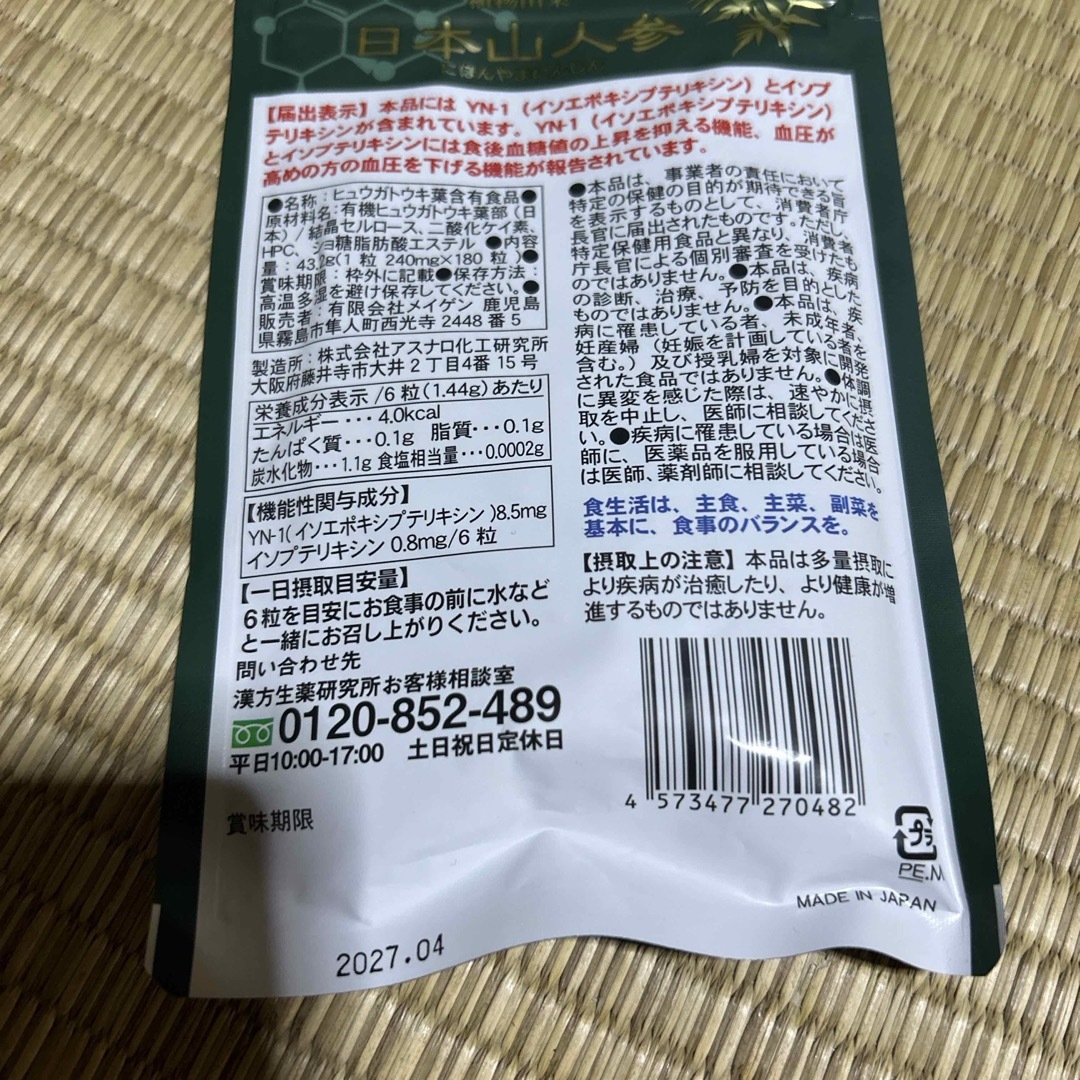 日本山人参
【届出表示】本品には YN-1（イソエポキシプテリキシン）とイソプ
テリキシンが含まれています。YN-1（イソエポキシプテリキシン）
とイソプテリキシンには食後血糖値の上昇を抑える機能、血圧が
高めの方の血圧を下げる機能が報告されています。
●名称：ヒュウガトウキ葉含有食品●
原材料名：有機ヒュウガトウキ葉部（日
本）/ 結晶セルロース、二酸化ケイ素、
HPC、ショ糖脂肪酸エステル ●内容
量：43.2g(1粒 240mg×180粒)●
賞味期限：枠外に記載●保存方法：
高温多湿を避け保存してください。●
販売者：有限会社メイゲン 鹿児島
県霧島市隼人町西光寺 2448 番 5
製造所：株式会社アスナロ化工研究所
大阪府藤井寺市大井２丁目4番 15 号
栄養成分表示 /6 粒(1.44g)あたり
エネルギー･･･4.0kcal
たんぱく質･･･0.1g 脂質･･･0.1g
炭水化物･･･1.1g 食塩相当量･･･0.0002g
【機能性関与成分】
YN-1(イソエポキシプテリキシン)8.5mg
イソプテリキシン 0.8mg/6 粒
【一日摂取目安量】
6粒を目安にお食事の前に水など
と一緒にお召し上がりください。
問い合わせ先
漢方生薬研究所お客様相談室
0120-852-489
平日10:00-17:00 土日祝日定休日
賞味期限
2027.04
●本品は、事業者の責任において
特定の保健の目的が期待できる旨
を表示するものとして、消費者庁
長官に届出されたものです。ただし、
特定保健用食品と異なり、消費者
庁長官による個別審査を受けたも
のではありません。●本品は、疾病
の診断、治療、予防を目的とした
ものではありません。●本品は、疾
病に罹患している者、未成年者、
妊産婦（妊娠を計画している者を
含む。）及び授乳婦を対象に開発
された食品ではありません。●体調
に異変を感じた際は、速やかに摂
取を中止し、医師に相談してくださ
い。●疾病に罹患している場合は医
師に、医薬品を服用している場合
は医師、薬剤師に相談してください。
食生活は、主食、主菜、副菜を
基本に、食事のバランスを。
【摂取上の注意】本品は多量摂取に
より疾病が治癒したり、より健康が増
進するものではありません。
4 573477 270482
プラ
PE.M
MADE IN JAPAN